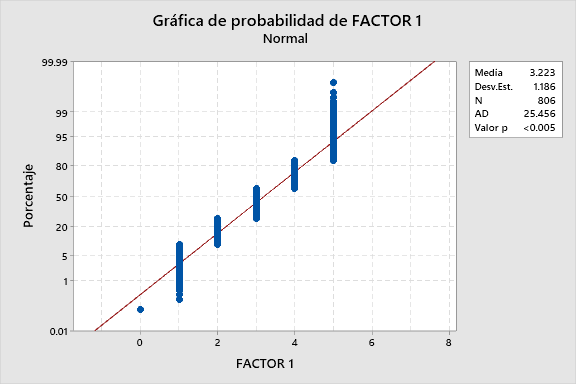 Gráfica de probabilidad de FACTOR 1
Normal
Media 3.223
Desv.Est. 1.186
N 806
AD 25.456
Valor p <0.005
Porcentaje
99.99
99
95
80
50
20
5
1
0.01
0 2 4 6 8
FACTOR 1